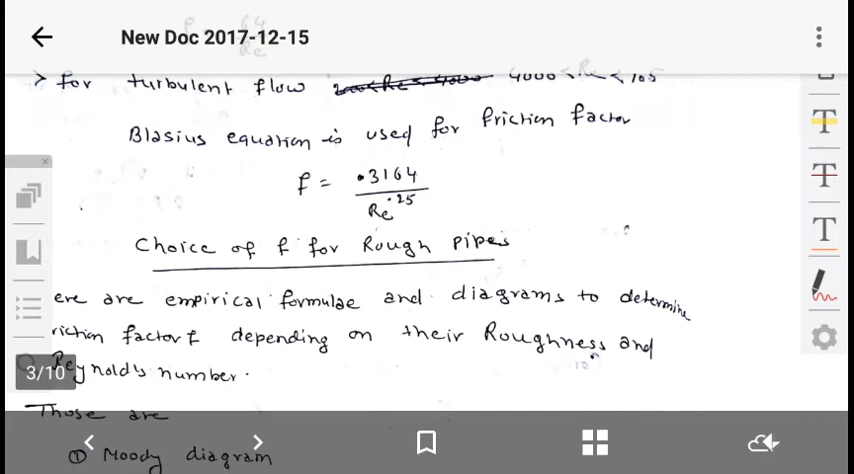 New Doc 2017-12-15
> for turbulent flow 4000 < Re < 105
Blasius equation is used for friction factor
f = .3164 / Re^.25
Choice of f for Rough pipes
ere are empirical formulae and diagrams to determine
riction factor f depending on their Roughness and
Reynolds number.
3/10
Those are
① Moody diagram